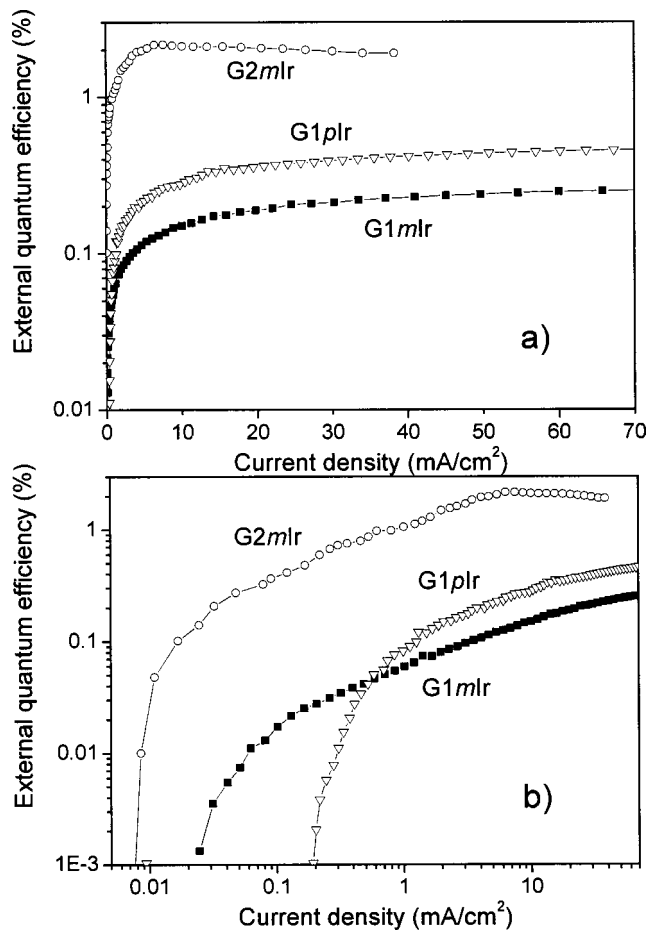 External quantum efficiency (%)
1
0.1
0.01
G2mIr
G1pIr
G1mIr
a)
0 10 20 30 40 50 60 70
Current density (mA/cm²)
External quantum efficiency (%)
1
0.1
0.01
1E-3
G2mIr
G1pIr
G1mIr
b)
0.01 0.1 1 10
Current density (mA/cm²)